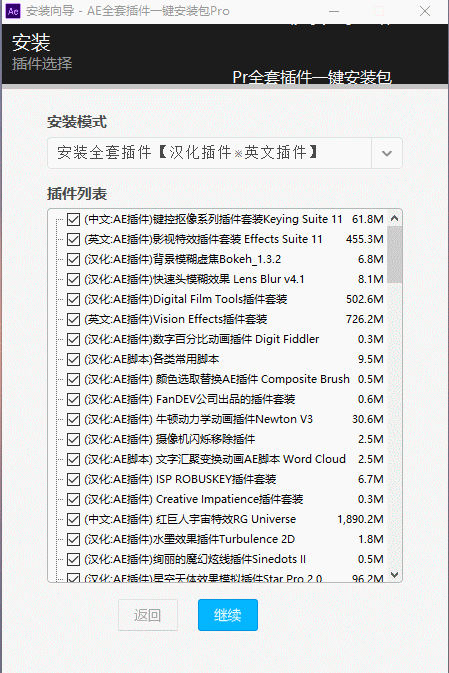 Ae 安装向导 - AE全套插件一键安装包Pro
安装
插件选择
Pr全套插件一键安装包
安装模式
安装全套插件【汉化插件※英文插件】
插件列表
(中文:AE插件)键控抠像系列插件套装Keying Suite 11 61.8M
(英文:AE插件)影视特效插件套装 Effects Suite 11 455.3M
(汉化:AE插件)背景模糊虚焦Bokeh_1.3.2 6.8M
(汉化:AE插件)快速头模糊效果 Lens Blur v4.1 8.1M
(汉化:AE插件)Digital Film Tools插件套装 502.6M
(英文:AE插件)Vision Effects插件套装 726.2M
(汉化:AE插件)数字百分比动画插件 Digit Fiddler 0.3M
(汉化:AE脚本)各类常用脚本 9.5M
(汉化:AE插件) 颜色选取替换AE插件 Composite Brush 0.5M
(汉化:AE插件) FanDEV公司出品的插件套装 0.6M
(汉化:AE插件) 牛顿动力学动画插件Newton V3 30.6M
(汉化:AE插件) 摄像机闪烁移除插件 2.5M
(汉化:AE脚本) 文字汇聚变换动画AE脚本 Word Cloud 2.5M
(汉化:AE插件) ISP ROBUSKEY插件套装 6.7M
(汉化:AE插件) Creative Impatience插件套装 0.3M
(中文:AE插件) 红巨人宇宙特效RG Universe 1,890.2M
(汉化:AE插件)水墨效果插件Turbulence 2D 1.8M
(汉化:AE插件)绚丽的魔幻炫线插件Sinedots II 0.5M
(汉化:AE插件)星空天体效果模拟插件Star Pro 2.0 96.2M
返回
继续